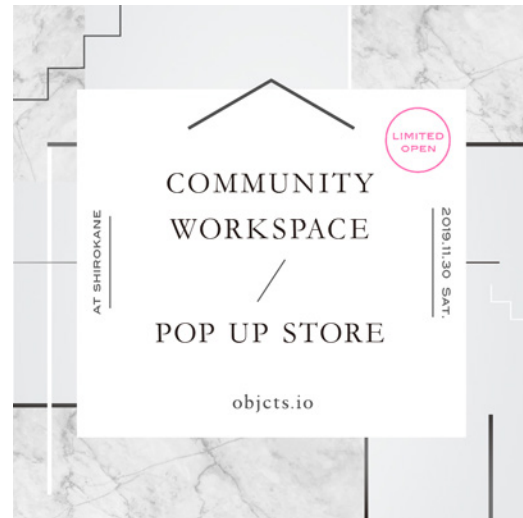 LIMITED
OPEN
COMMUNITY
WORKSPACE
/
POP UP STORE
AT SHIROKANE
2019.11.30 SAT.
objcts.io